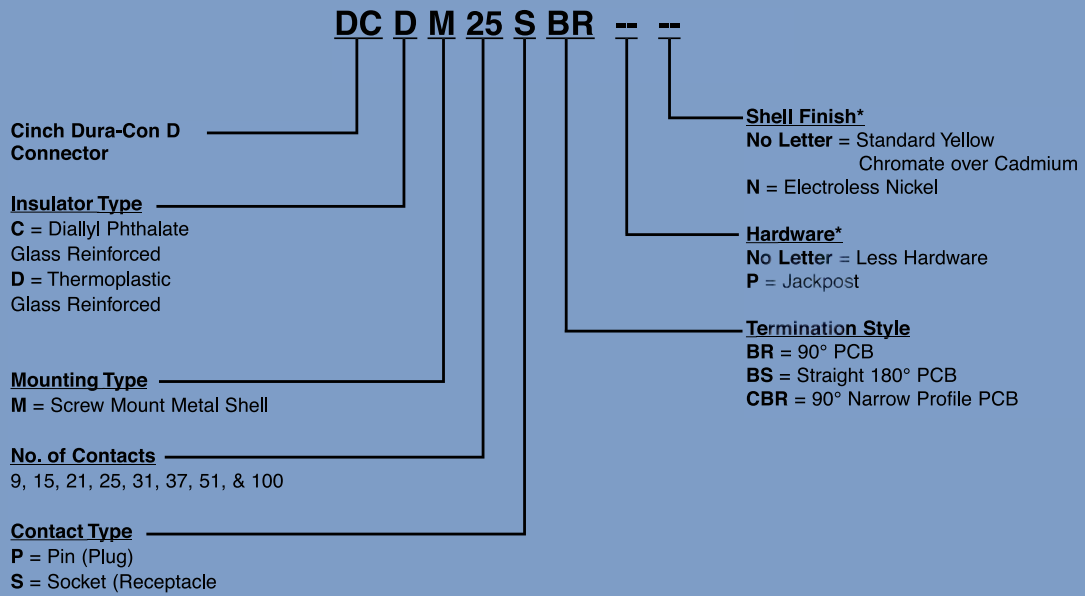 DC D M 25 S BR -- --
Cinch Dura-Con D
Connector
Insulator Type
C = Diallyl Phthalate
Glass Reinforced
D = Thermoplastic
Glass Reinforced
Mounting Type
M = Screw Mount Metal Shell
No. of Contacts
9, 15, 21, 25, 31, 37, 51, & 100
Contact Type
P = Pin (Plug)
S = Socket (Receptacle
Shell Finish*
No Letter = Standard Yellow
Chromate over Cadmium
N = Electroless Nickel
Hardware*
No Letter = Less Hardware
P = Jackpost
Termination Style
BR = 90° PCB
BS = Straight 180° PCB
CBR = 90° Narrow Profile PCB